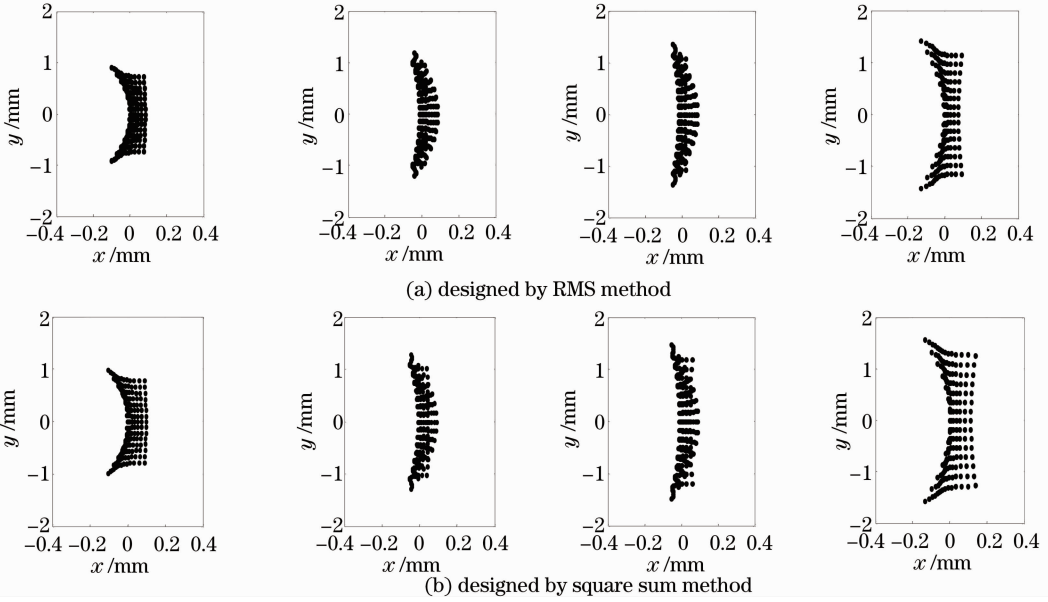 2 2 2 2
1 1 1 1
y /mm y /mm y /mm y /mm
0 0 0 0
−1 −1 −1 −1
−2 −2 −2 −2
−0.4 −0.2 0 0.2 0.4 −0.4 −0.2 0 0.2 0.4 −0.4 −0.2 0 0.2 0.4 −0.4 −0.2 0 0.2 0.4
x /mm x /mm x /mm x /mm
(a) designed by RMS method
2 2 2 2
1 1 1 1
y /mm y /mm y /mm y /mm
0 0 0 0
−1 −1 −1 −1
−2 −2 −2 −2
−0.4 −0.2 0 0.2 0.4 −0.4 −0.2 0 0.2 0.4 −0.4 −0.2 0 0.2 0.4 −0.4 −0.2 0 0.2 0.4
x /mm x /mm x /mm x /mm
(b) designed by square sum method